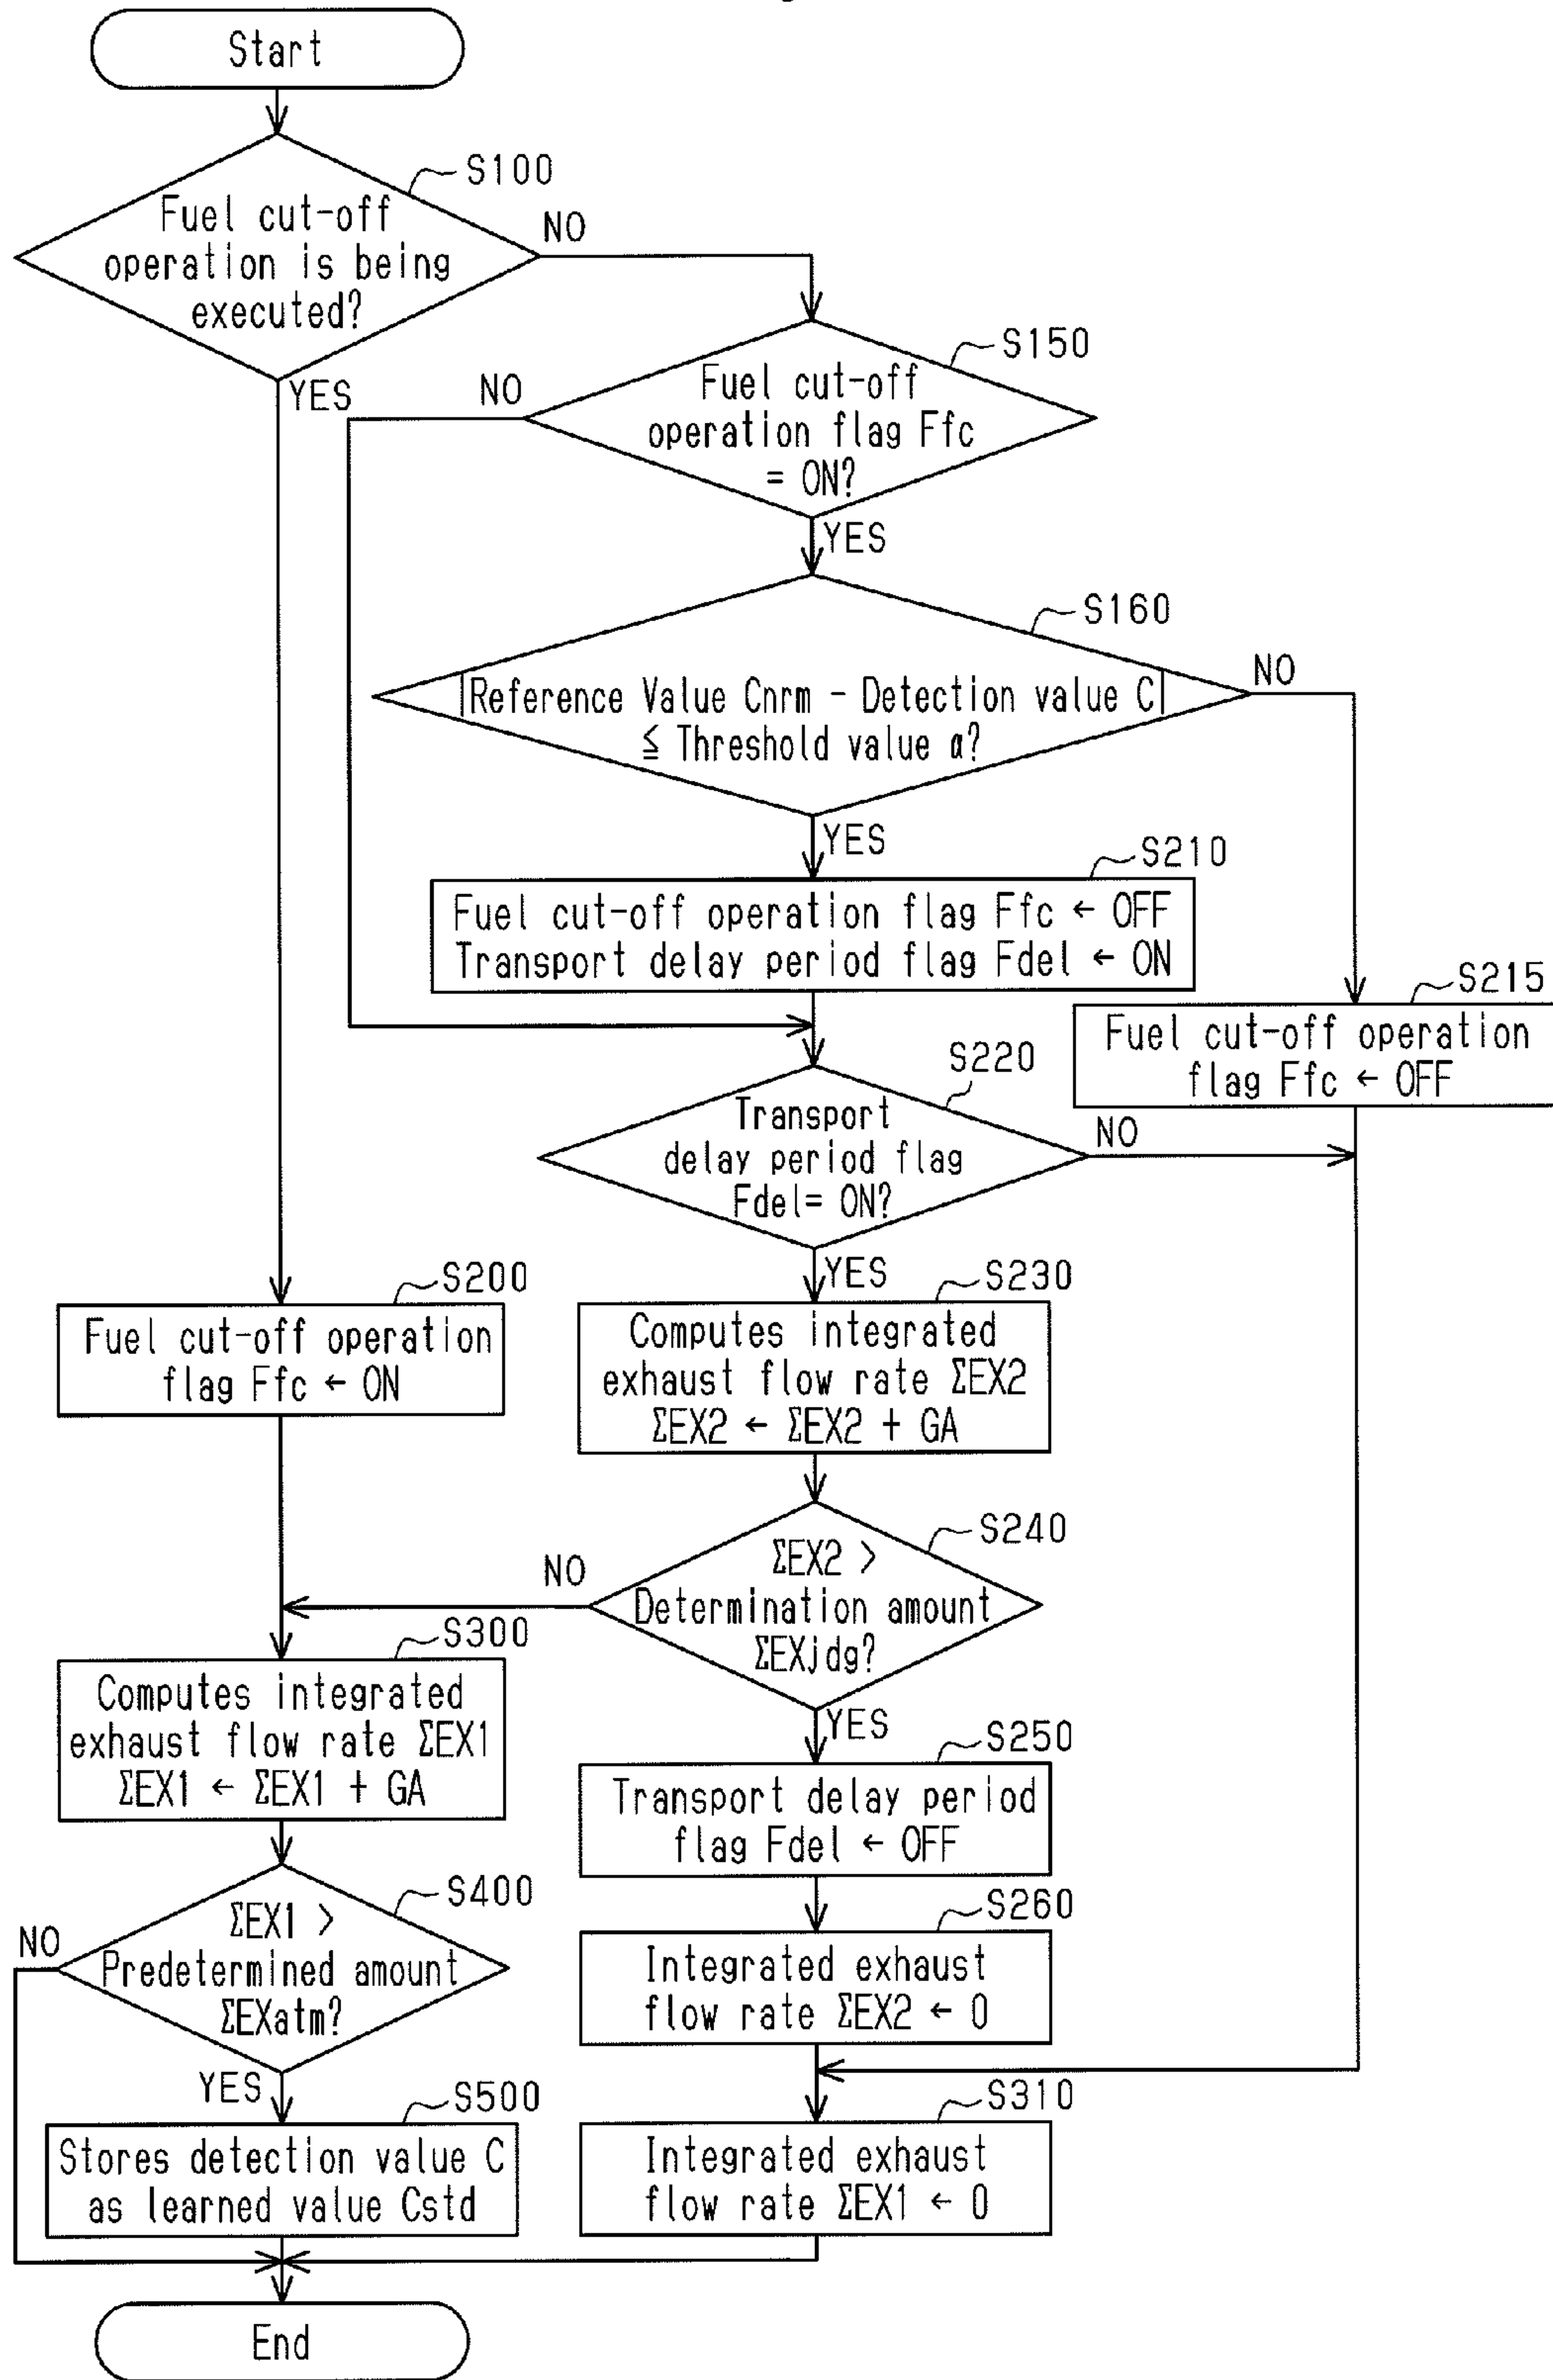 Start
S100
Fuel cut-off
operation is being
executed?
NO
YES
S150
Fuel cut-off
operation flag Ffc
= ON?
NO
YES
S160
|Reference Value Cnrm - Detection value C|
≦ Threshold value α?
NO
YES
S210
Fuel cut-off operation flag Ffc ← OFF
Transport delay period flag Fdel ← ON
S215
Fuel cut-off operation
flag Ffc ← OFF
S220
Transport
delay period flag
Fdel= ON?
NO
YES
S200
Fuel cut-off operation
flag Ffc ← ON
S230
Computes integrated
exhaust flow rate ΣEX2
ΣEX2 ← ΣEX2 + GA
S240
ΣEX2 >
Determination amount
ΣEXjdg?
NO
YES
S300
Computes integrated
exhaust flow rate ΣEX1
ΣEX1 ← ΣEX1 + GA
S250
Transport delay period
flag Fdel ← OFF
S400
ΣEX1 >
Predetermined amount
ΣEXatm?
NO
YES
S260
Integrated exhaust
flow rate ΣEX2 ← 0
S500
Stores detection value C
as learned value Cstd
S310
Integrated exhaust
flow rate ΣEX1 ← 0
End